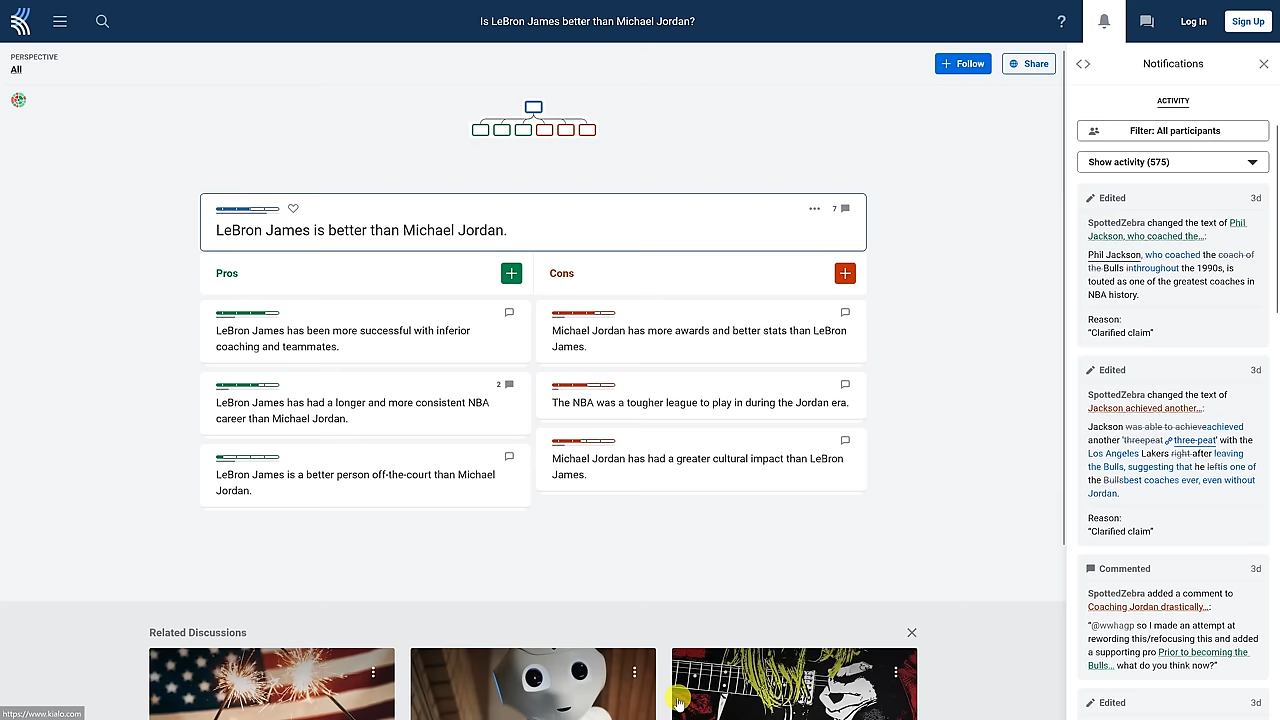 Is LeBron James better than Michael Jordan?
?
Log In
Sign Up
PERSPECTIVE
All
+ Follow
Share
LeBron James is better than Michael Jordan.
7
Pros
Cons
LeBron James has been more successful with inferior
coaching and teammates.
2
LeBron James has had a longer and more consistent NBA
career than Michael Jordan.
LeBron James is a better person off-the-court than Michael
Jordan.
Michael Jordan has more awards and better stats than LeBron
James.
The NBA was a tougher league to play in during the Jordan era.
Michael Jordan has had a greater cultural impact than LeBron
James.
Related Discussions
https://www.kialo.com
Notifications
ACTIVITY
Filter: All participants
Show activity (575)
Edited 3d
SpottedZebra changed the text of Phil
Jackson, who coached the...:
Phil Jackson, who coached the coach of
the Bulls inthroughout the 1990s, is
touted as one of the greatest coaches in
NBA history.
Reason:
“Clarified claim”
Edited 3d
SpottedZebra changed the text of
Jackson achieved another...:
Jackson was able to achieveachieved
another 'threepeat three-peat' with the
Los Angeles Lakers right after leaving
the Bulls, suggesting that he leftis one of
the Bullsbest coaches ever, even without
Jordan.
Reason:
“Clarified claim”
Commented 3d
SpottedZebra added a comment to
Coaching Jordan drastically...:
“@wwhagp so I made an attempt at
rewording this/refocusing this and added
a supporting pro Prior to becoming the
Bulls... what do you think now?”
Edited 3d